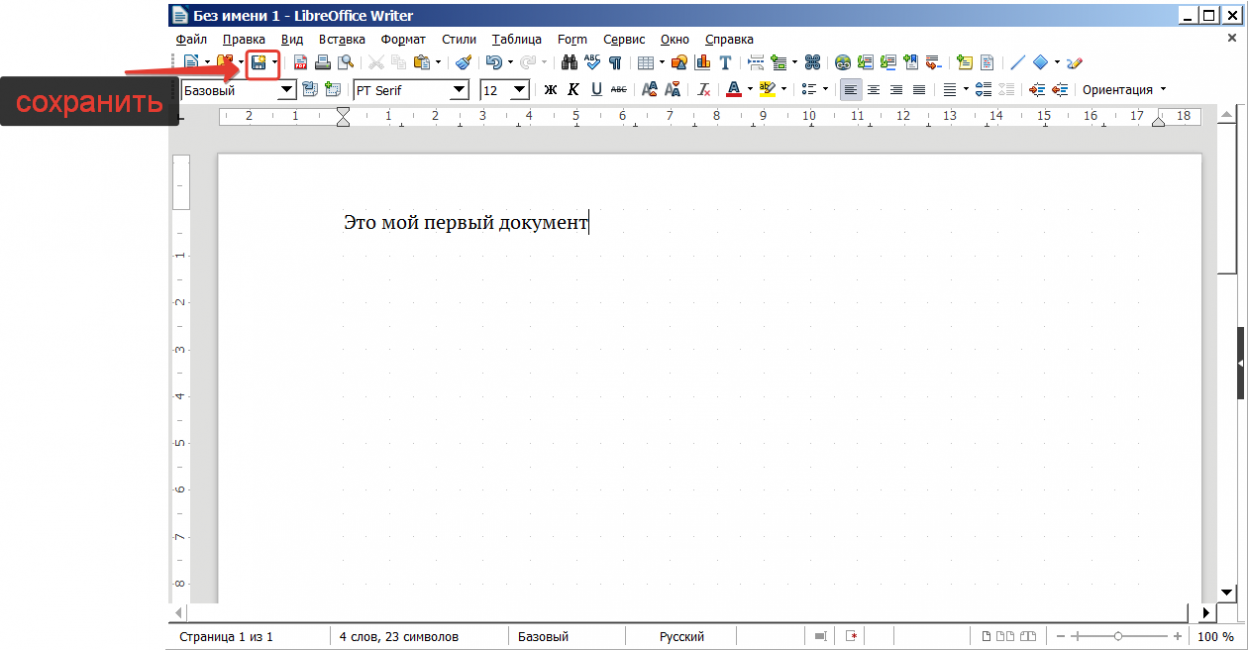 Без имени 1 - LibreOffice Writer
Файл Правка Вид Вставка Формат Стили Таблица Form Сервис Окно Справка
сохранить
Базовый PT Serif 12 Ж К U ABC Ориентация
2 1 1 2 3 4 5 6 7 8 9 10 11 12 13 14 15 16 17 18
Это мой первый документ
1
2
3
4
5
6
7
8
Страница 1 из 1 4 слов, 23 символов Базовый Русский 100 %